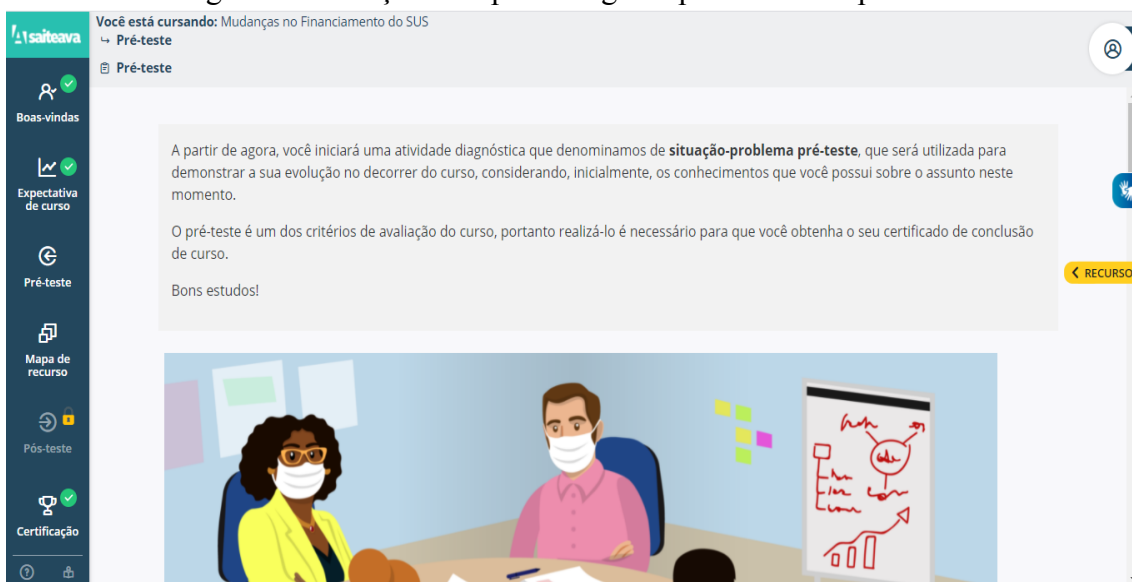 Você está cursando: Mudanças no Financiamento do SUS
↳ Pré-teste
Pré-teste
saiteava
Boas-vindas
Expectativa
de curso
Pré-teste
Mapa de
recurso
Pós-teste
Certificação
A partir de agora, você iniciará uma atividade diagnóstica que denominamos de situação-problema pré-teste, que será utilizada para
demonstrar a sua evolução no decorrer do curso, considerando, inicialmente, os conhecimentos que você possui sobre o assunto neste
momento.
O pré-teste é um dos critérios de avaliação do curso, portanto realizá-lo é necessário para que você obtenha o seu certificado de conclusão
de curso.
Bons estudos!
RECURSO